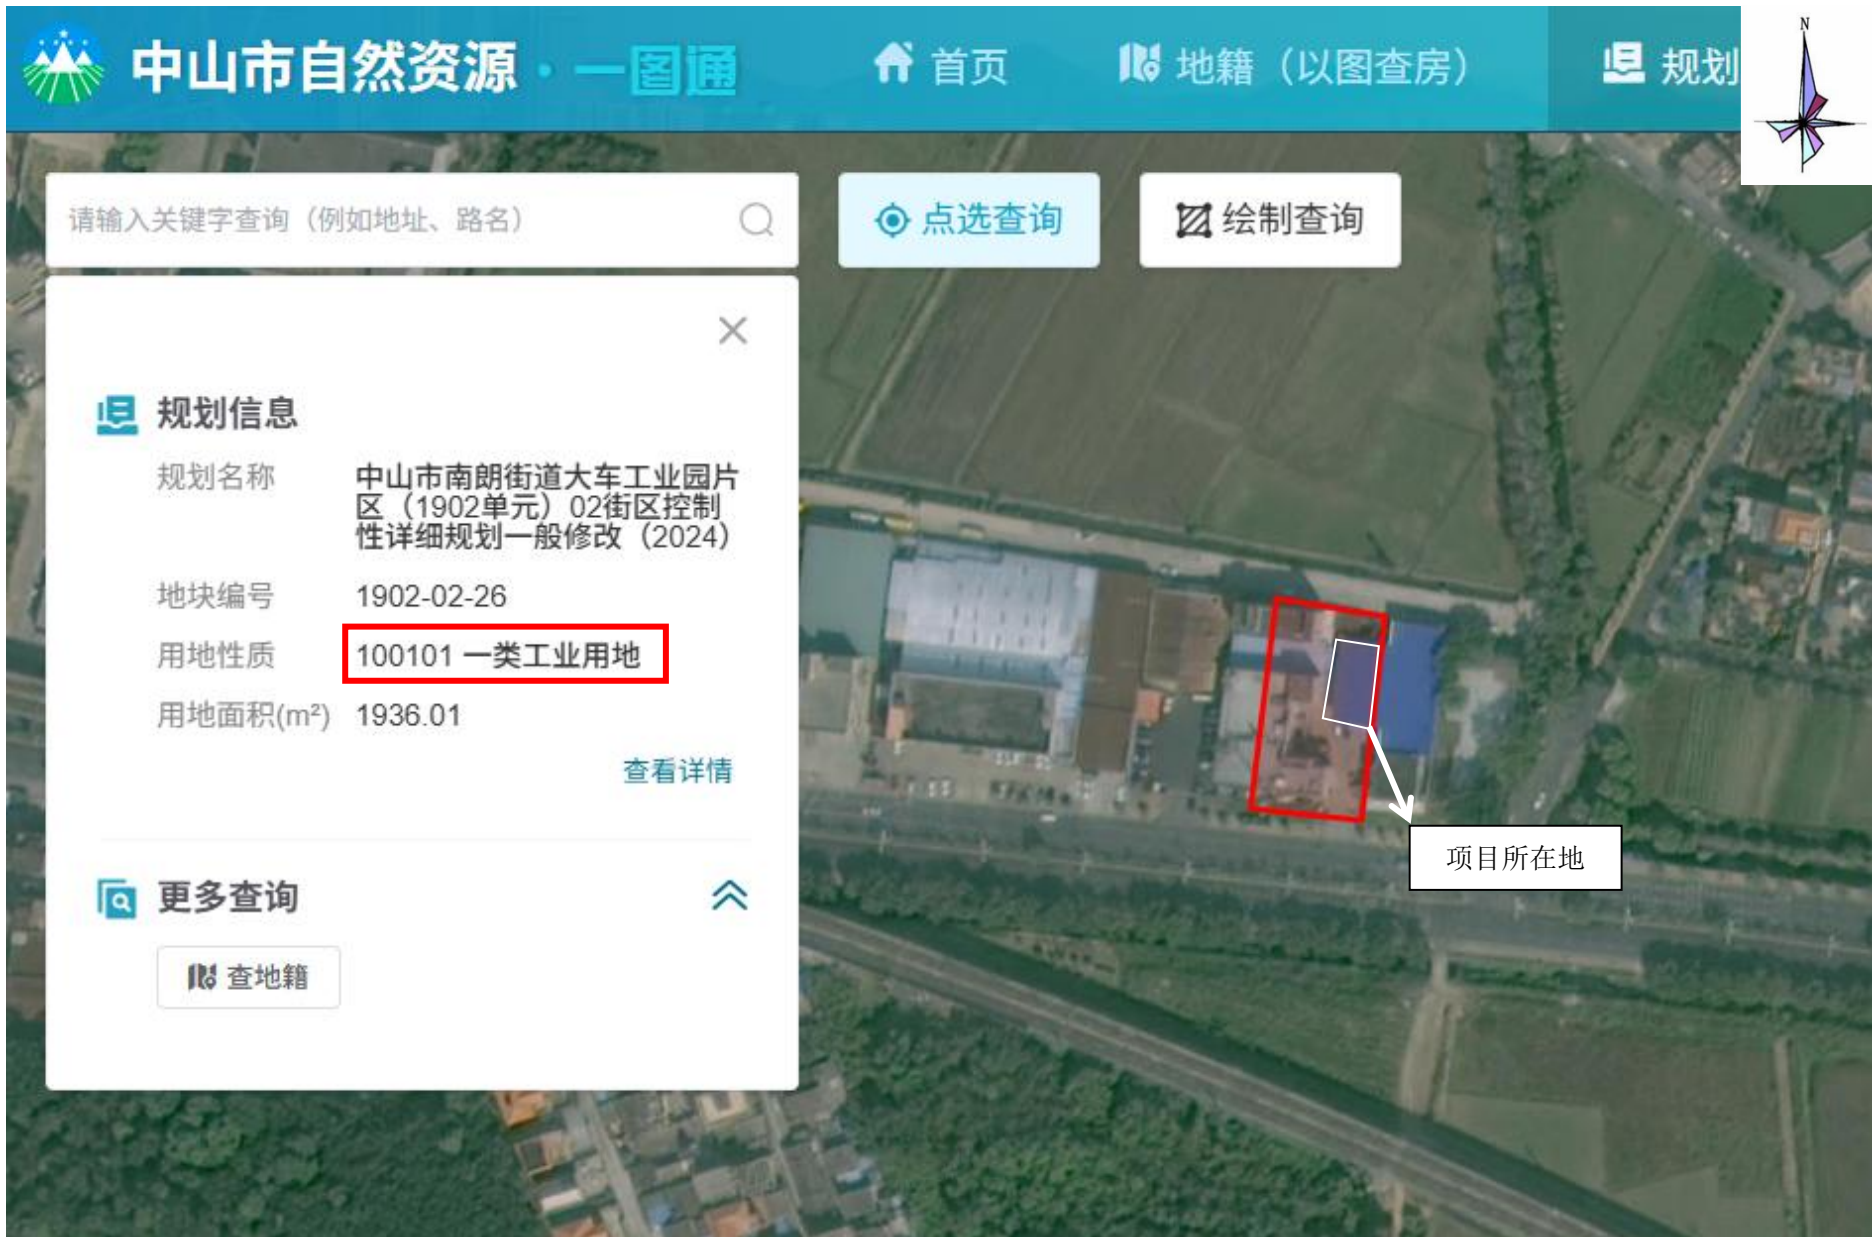 中山市自然资源·一图通
首页
地籍（以图查房）
规划
N
请输入关键字查询（例如地址、路名）
点选查询
绘制查询
规划信息
规划名称
中山市南朗街道大车工业园片
区（1902单元）02街区控制
性详细规划一般修改（2024）
地块编号 1902-02-26
用地性质 100101 一类工业用地
用地面积(m²) 1936.01
查看详情
更多查询
查地籍
项目所在地